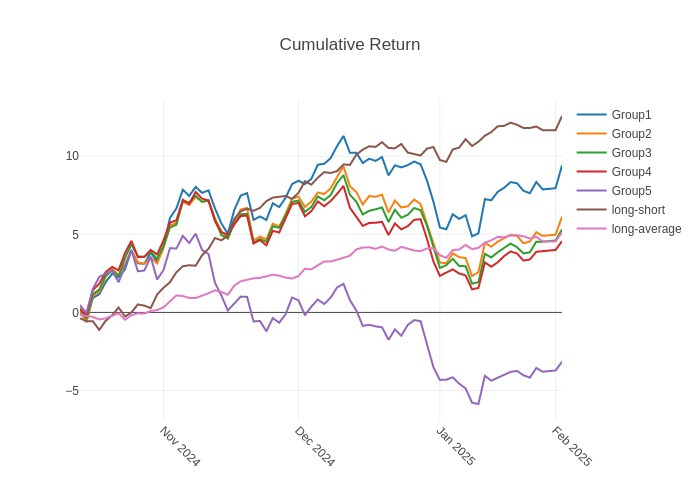 Cumulative Return
Group1
Group2
Group3
Group4
Group5
long-short
long-average
10
5
0
−5
Nov 2024
Dec 2024
Jan 2025
Feb 2025